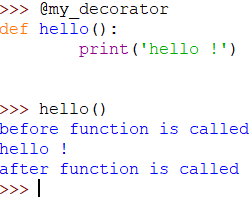 >>> @my_decorator
def hello():
        print('hello !')
>>> hello()
before function is called
hello !
after function is called
>>>